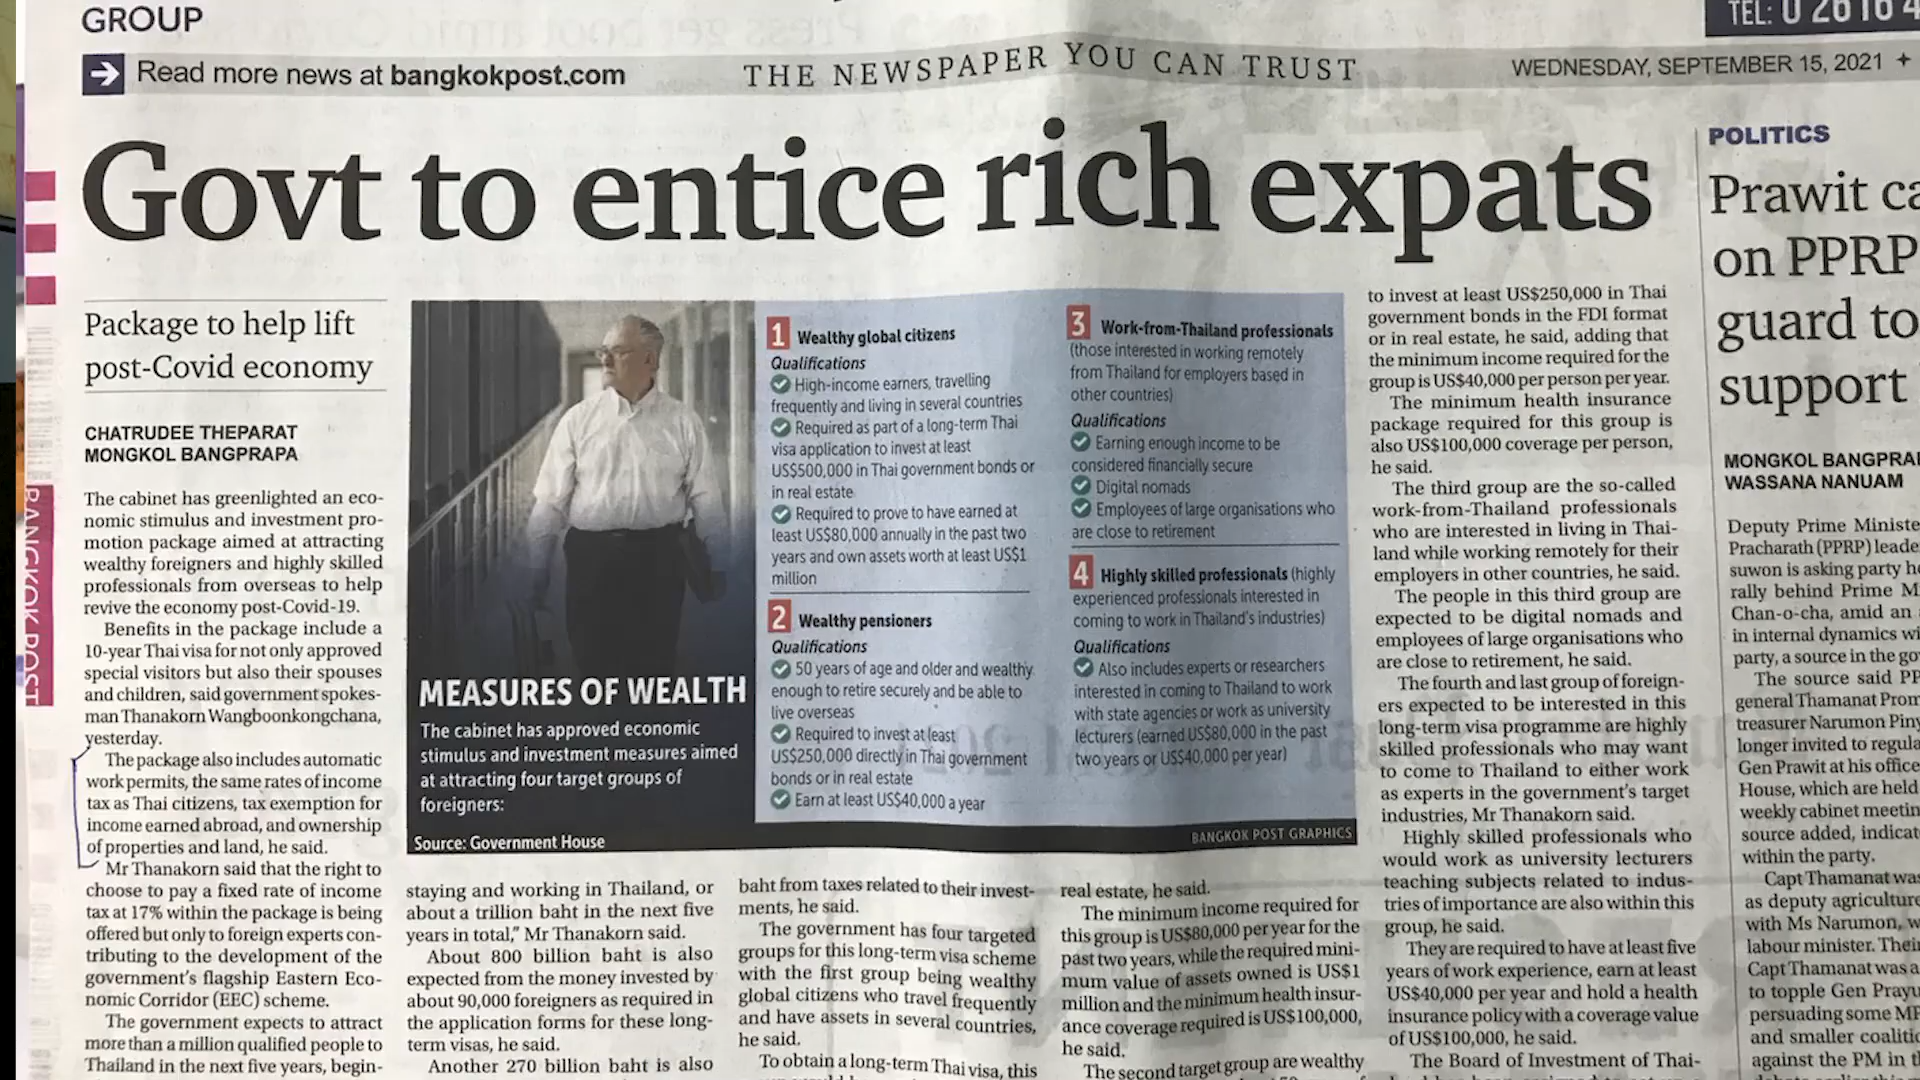 GROUP
TEL: 0 2616 4
Read more news at bangkokpost.com
THE NEWSPAPER YOU CAN TRUST
WEDNESDAY, SEPTEMBER 15, 2021
Govt to entice rich expats
Package to help lift
post-Covid economy
CHATRUDEE THEPARAT
MONGKOL BANGPRAPA
The cabinet has greenlighted an eco-
nomic stimulus and investment pro-
motion package aimed at attracting
wealthy foreigners and highly skilled
professionals from overseas to help
revive the economy post-Covid-19.
Benefits in the package include a
10-year Thai visa for not only approved
special visitors but also their spouses
and children, said government spokes-
man Thanakorn Wangboonkongchana,
yesterday.
The package also includes automatic
work permits, the same rates of income
tax as Thai citizens, tax exemption for
income earned abroad, and ownership
of properties and land, he said.
Mr Thanakorn said that the right to
choose to pay a fixed rate of income
tax at 17% within the package is being
offered but only to foreign experts con-
tributing to the development of the
government's flagship Eastern Eco-
nomic Corridor (EEC) scheme.
The government expects to attract
more than a million qualified people to
Thailand in the next five years, begin-
BANGKOK POST
MEASURES OF WEALTH
The cabinet has approved economic
stimulus and investment measures aimed
at attracting four target groups of
foreigners:
Source: Government House
1 Wealthy global citizens
Qualifications
High-income earners, travelling
frequently and living in several countries
Required as part of a long-term Thai
visa application to invest at least
US$500,000 in Thai government bonds or
in real estate
Required to prove to have earned at
least US$80,000 annually in the past two
years and own assets worth at least US$1
million
2 Wealthy pensioners
Qualifications
50 years of age and older and wealthy
enough to retire securely and be able to
live overseas
Required to invest at least
US$250,000 directly in Thai government
bonds or in real estate
Earn at least US$40,000 a year
3 Work-from-Thailand professionals
(those interested in working remotely
from Thailand for employers based in
other countries)
Qualifications
Earning enough income to be
considered financially secure
Digital nomads
Employees of large organisations who
are close to retirement
4 Highly skilled professionals (highly
experienced professionals interested in
coming to work in Thailand's industries)
Qualifications
Also includes experts or researchers
interested in coming to Thailand to work
with state agencies or work as university
lecturers (earned US$80,000 in the past
two years or US$40,000 per year)
BANGKOK POST GRAPHICS
staying and working in Thailand, or
about a trillion baht in the next five
years in total," Mr Thanakorn said.
About 800 billion baht is also
expected from the money invested by
about 90,000 foreigners as required in
the application forms for these long-
term visas, he said.
Another 270 billion baht is also
baht from taxes related to their invest-
ments, he said.
The government has four targeted
groups for this long-term visa scheme
with the first group being wealthy
global citizens who travel frequently
and have assets in several countries,
he said.
To obtain a long-term Thai visa, this
real estate, he said.
The minimum income required for
this group is US$80,000 per year for the
past two years, while the required mini-
mum value of assets owned is US$1
million and the minimum health insur-
ance coverage required is US$100,000,
he said.
The second target group are wealthy
to invest at least US$250,000 in Thai
government bonds in the FDI format
or in real estate, he said, adding that
the minimum income required for the
group is US$40,000 per person per year.
The minimum health insurance
package required for this group is
also US$100,000 coverage per person,
he said.
The third group are the so-called
work-from-Thailand professionals
who are interested in living in Thai-
land while working remotely for their
employers in other countries, he said.
The people in this third group are
expected to be digital nomads and
employees of large organisations who
are close to retirement, he said.
The fourth and last group of foreign-
ers expected to be interested in this
long-term visa programme are highly
skilled professionals who may want
to come to Thailand to either work
as experts in the government's target
industries, Mr Thanakorn said.
Highly skilled professionals who
would work as university lecturers
teaching subjects related to indus-
tries of importance are also within this
group, he said.
They are required to have at least five
years of work experience, earn at least
US$40,000 per year and hold a health
insurance policy with a coverage value
of US$100,000, he said.
The Board of Investment of Thai-
POLITICS
Prawit ca
on PPRP
guard to
support
MONGKOL BANGPRA
WASSANA NANUAM
Deputy Prime Ministe
Pracharath (PPRP) leade
suwon is asking party he
rally behind Prime M
Chan-o-cha, amid an
in internal dynamics wi
party, a source in the go
The source said PP
general Thamanat Prom
treasurer Narumon Piny
longer invited to regula
Gen Prawit at his office
House, which are held
weekly cabinet meetin
source added, indicat
within the party.
Capt Thamanat was
as deputy agriculture
with Ms Narumon, w
labour minister. Their
Capt Thamanat was a
to topple Gen Prayu
persuading some MP
and smaller coalitio
against the PM in th